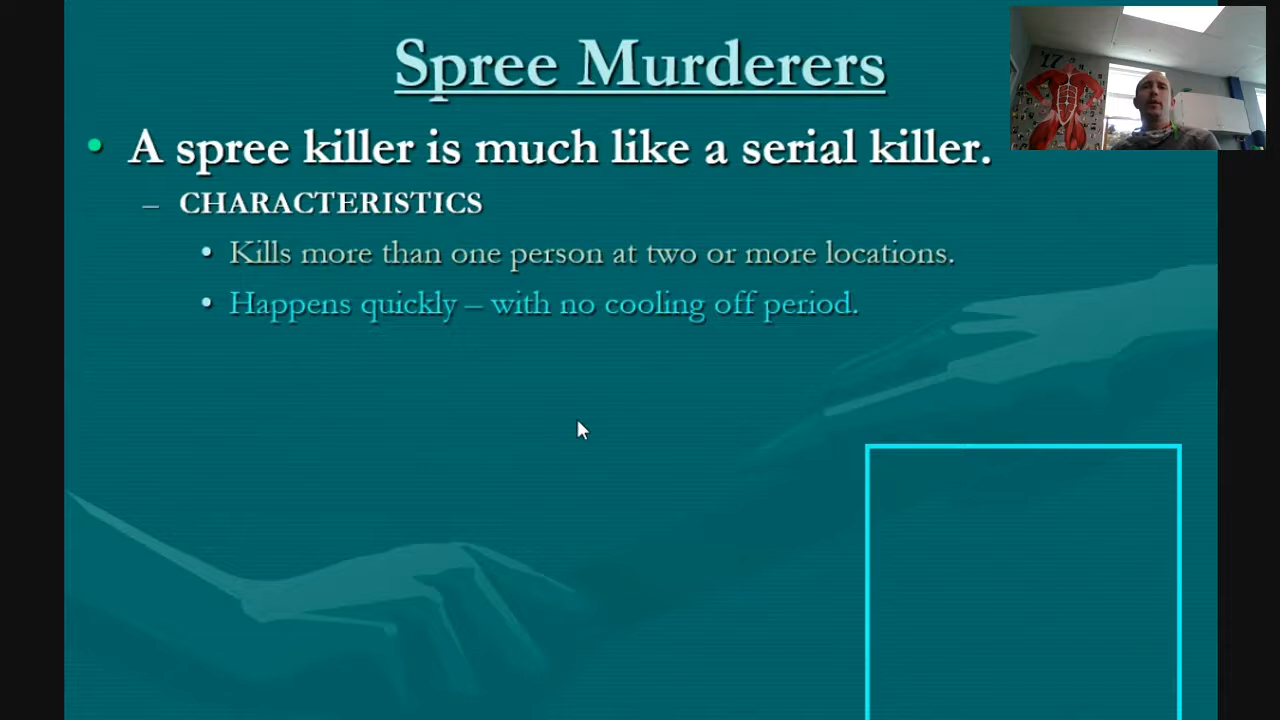 Spree Murderers
• A spree killer is much like a serial killer.
– CHARACTERISTICS
• Kills more than one person at two or more locations.
• Happens quickly – with no cooling off period.
'17